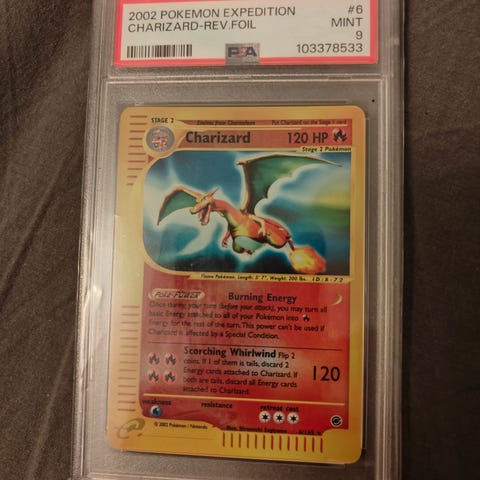 2002 POKEMON EXPEDITION #6
CHARIZARD-REV.FOIL MINT
9
PSA 103378533
STAGE 2 Evolves from Charmeleon Put Charizard on the Stage 1 card
Charizard 120 HP
Stage 2 Pokémon
Flame Pokémon. Length: 5' 7", Weight: 200 lbs.
Poké-POWER Burning Energy
Once during your turn (before your attack), you may turn all
basic Energy attached to all of your Pokémon into
Energy for the rest of the turn. This power can't be used if
Charizard is affected by a Special Condition.
Scorching Whirlwind Flip 2
coins. If 1 of them is tails, discard 2
Energy cards attached to Charizard. If
both are tails, discard all Energy cards
attached to Charizard.
120
weakness resistance retreat cost
© 2002 Pokémon / Nintendo Illus. 6/165
e